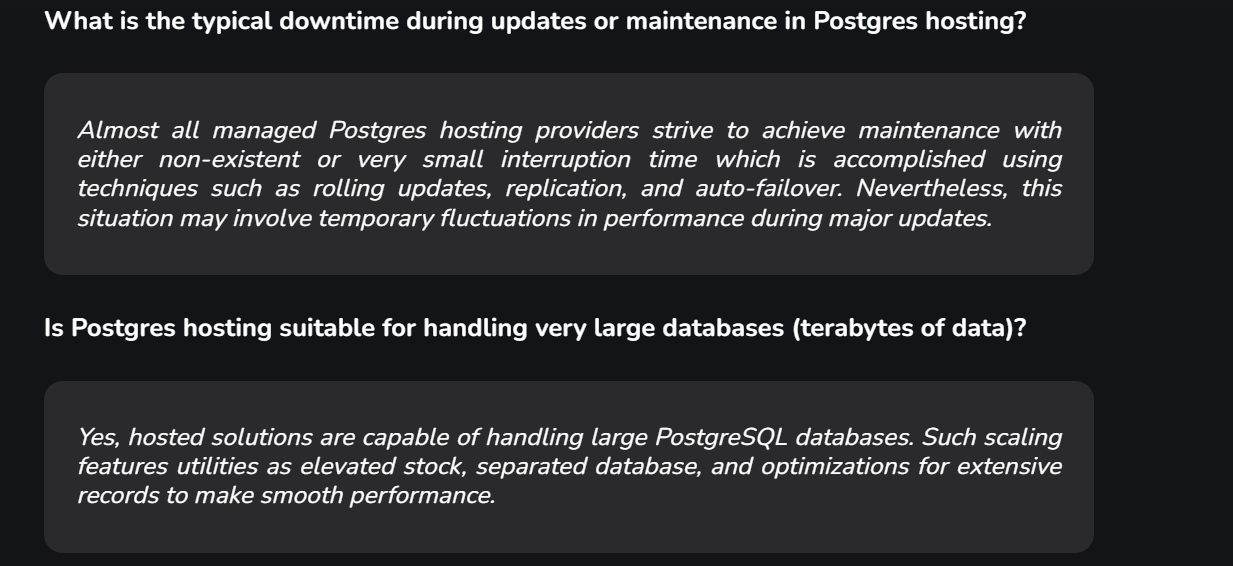 What is the typical downtime during updates or maintenance in Postgres hosting?
Almost all managed Postgres hosting providers strive to achieve maintenance with
either non-existent or very small interruption time which is accomplished using
techniques such as rolling updates, replication, and auto-failover. Nevertheless, this
situation may involve temporary fluctuations in performance during major updates.
Is Postgres hosting suitable for handling very large databases (terabytes of data)?
Yes, hosted solutions are capable of handling large PostgreSQL databases. Such scaling
features utilities as elevated stock, separated database, and optimizations for extensive
records to make smooth performance.